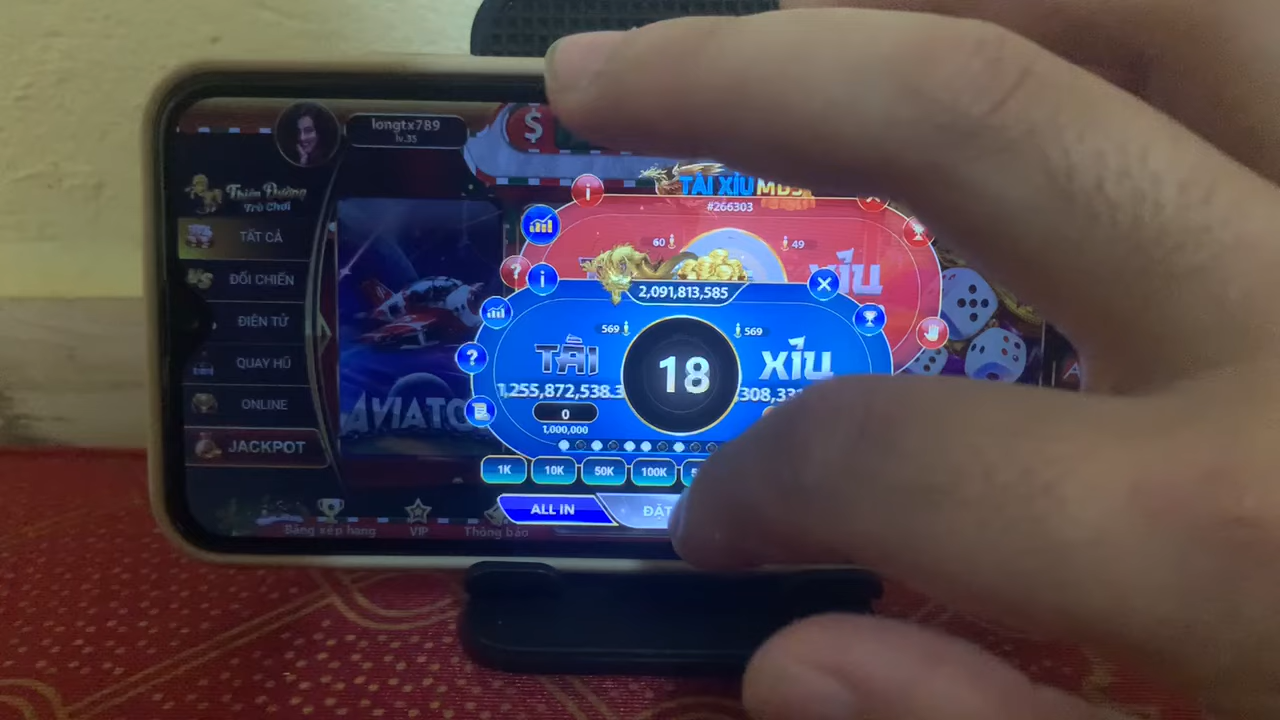 longtx789
lv.35
$
Thiên Đường
Trò Chơi
TẤT CẢ
ĐỐI CHIẾN
ĐIỆN TỬ
QUAY HŨ
ONLINE
JACKPOT
Bảng xếp hạng
VIP
Thông báo
TÀI XỈU
#266303
60
49
XỈU
2,091,813,585
569
569
TÀI
18
XỈU
1,255,872,538
0
1,000,000
1K
10K
50K
100K
ALL IN
ĐẶT